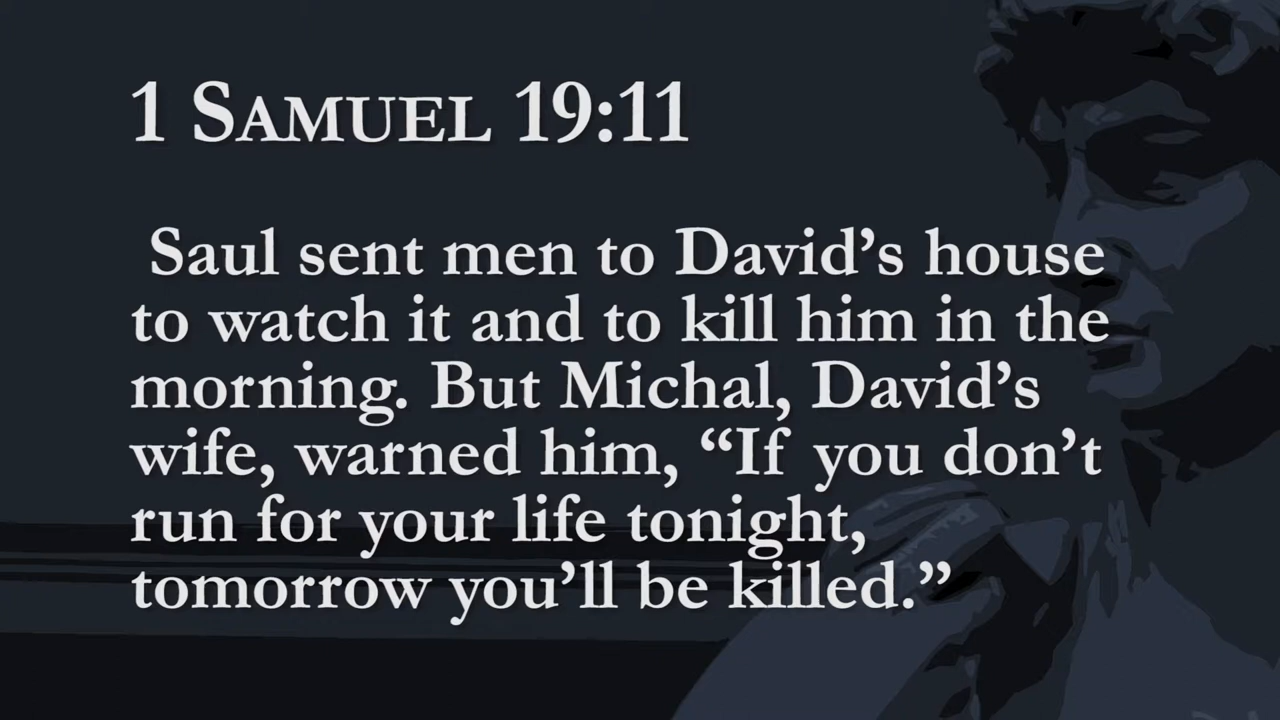 1 SAMUEL 19:11
Saul sent men to David’s house
to watch it and to kill him in the
morning. But Michal, David’s
wife, warned him, “If you don’t
run for your life tonight,
tomorrow you’ll be killed.”